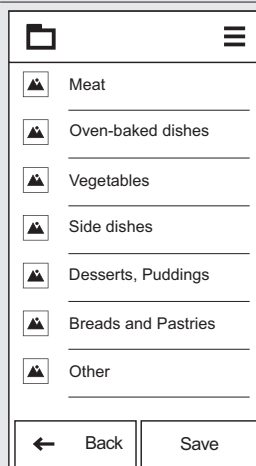 Meat
Oven-baked dishes
Vegetables
Side dishes
Desserts, Puddings
Breads and Pastries
Other
Back
Save